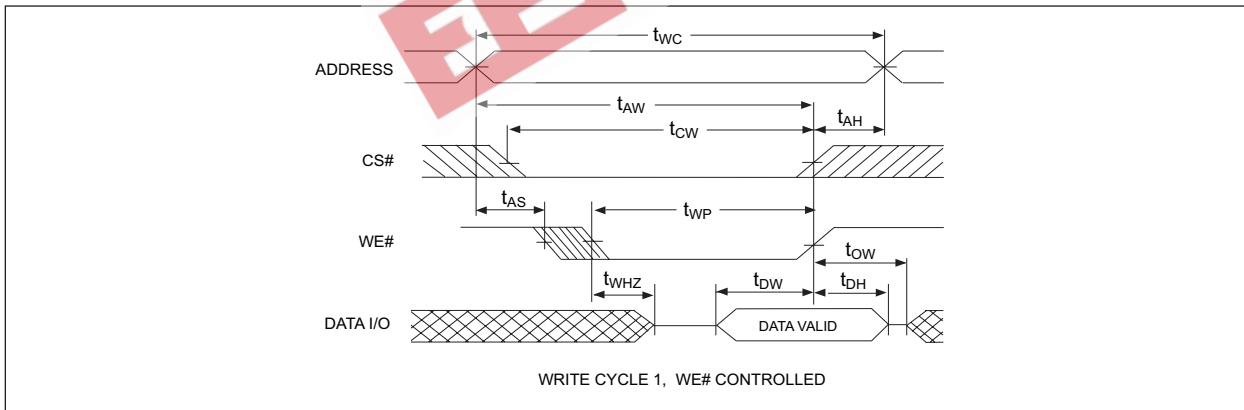 tWC
ADDRESS
tAW
tCW
tAH
CS#
tAS
tWP
WE#
tOW
tWHZ
tDW
tDH
DATA I/O
DATA VALID
WRITE CYCLE 1, WE# CONTROLLED